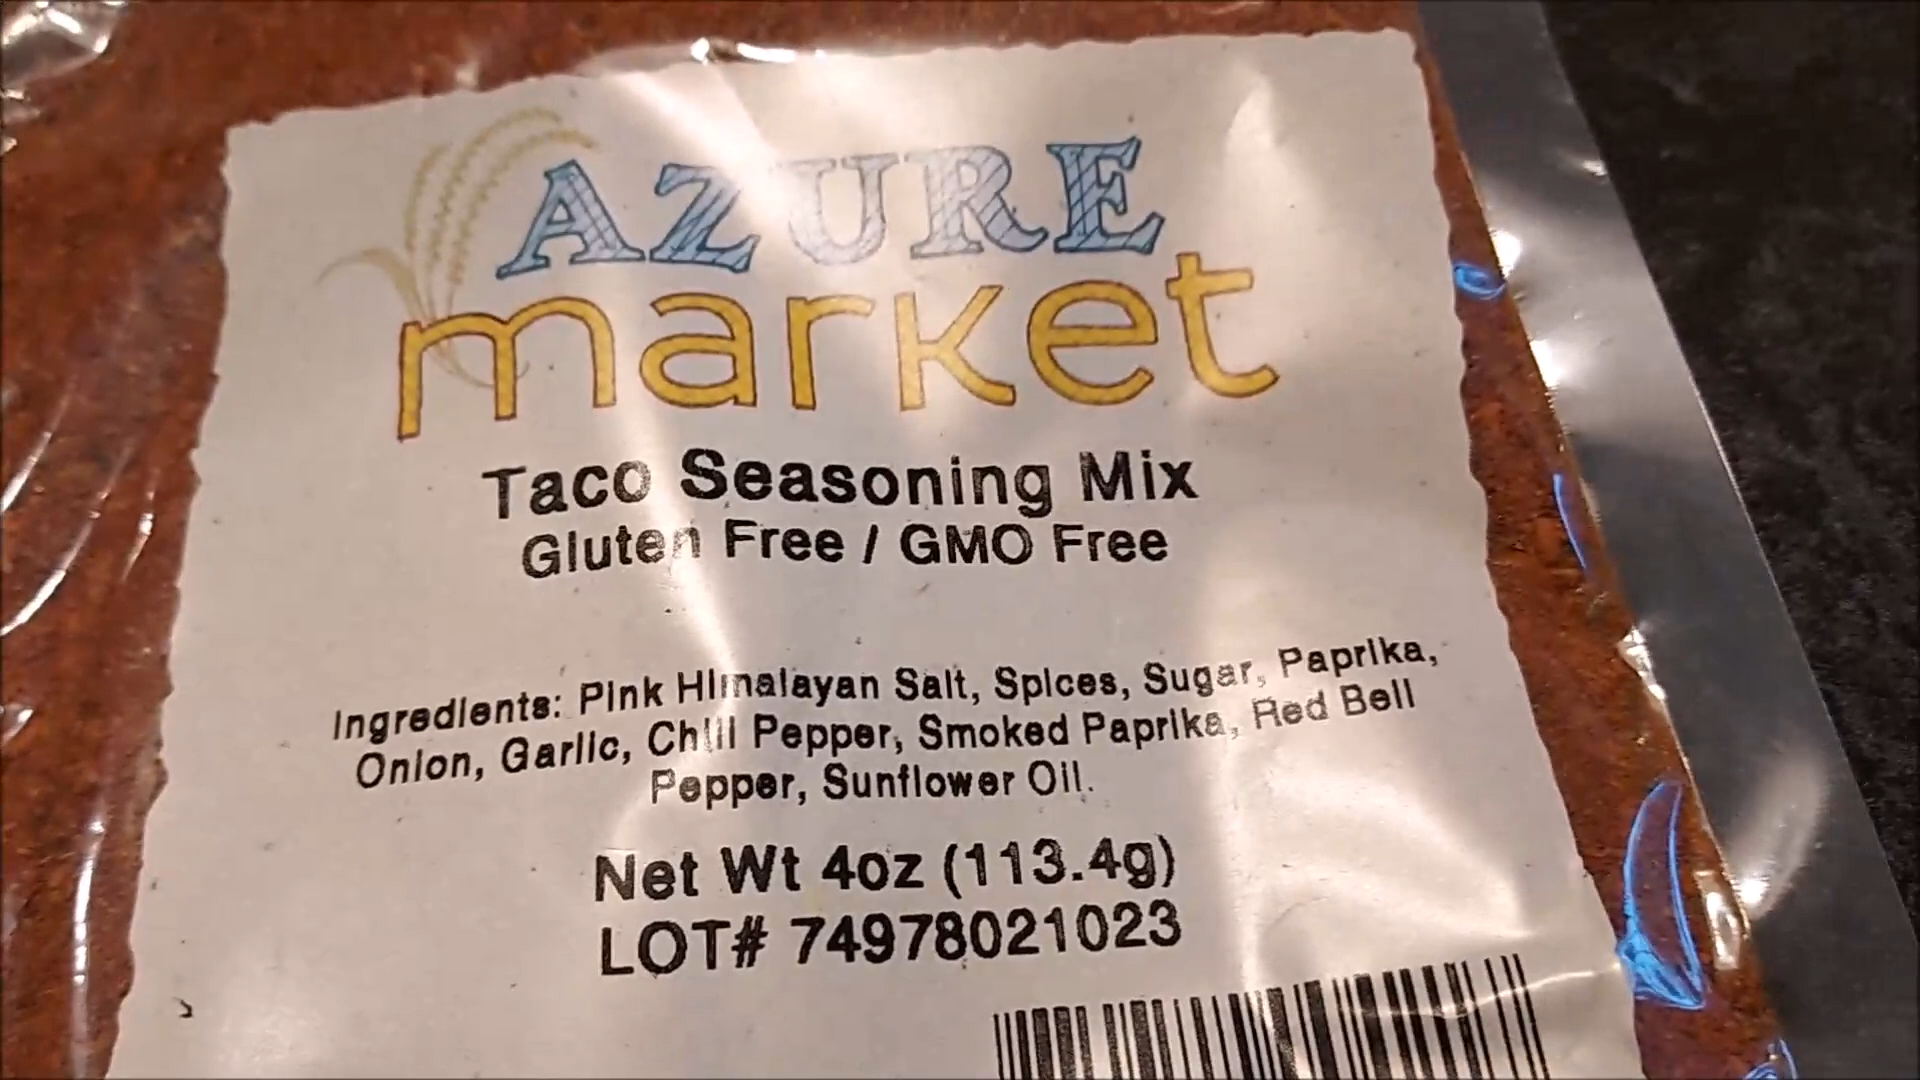 AZURE
market
Taco Seasoning Mix
Gluten Free / GMO Free
Ingredients: Pink Himalayan Salt, Spices, Sugar, Paprika,
Onion, Garlic, Chili Pepper, Smoked Paprika, Red Bell
Pepper, Sunflower Oil.
Net Wt 4oz (113.4g)
LOT# 74978021023